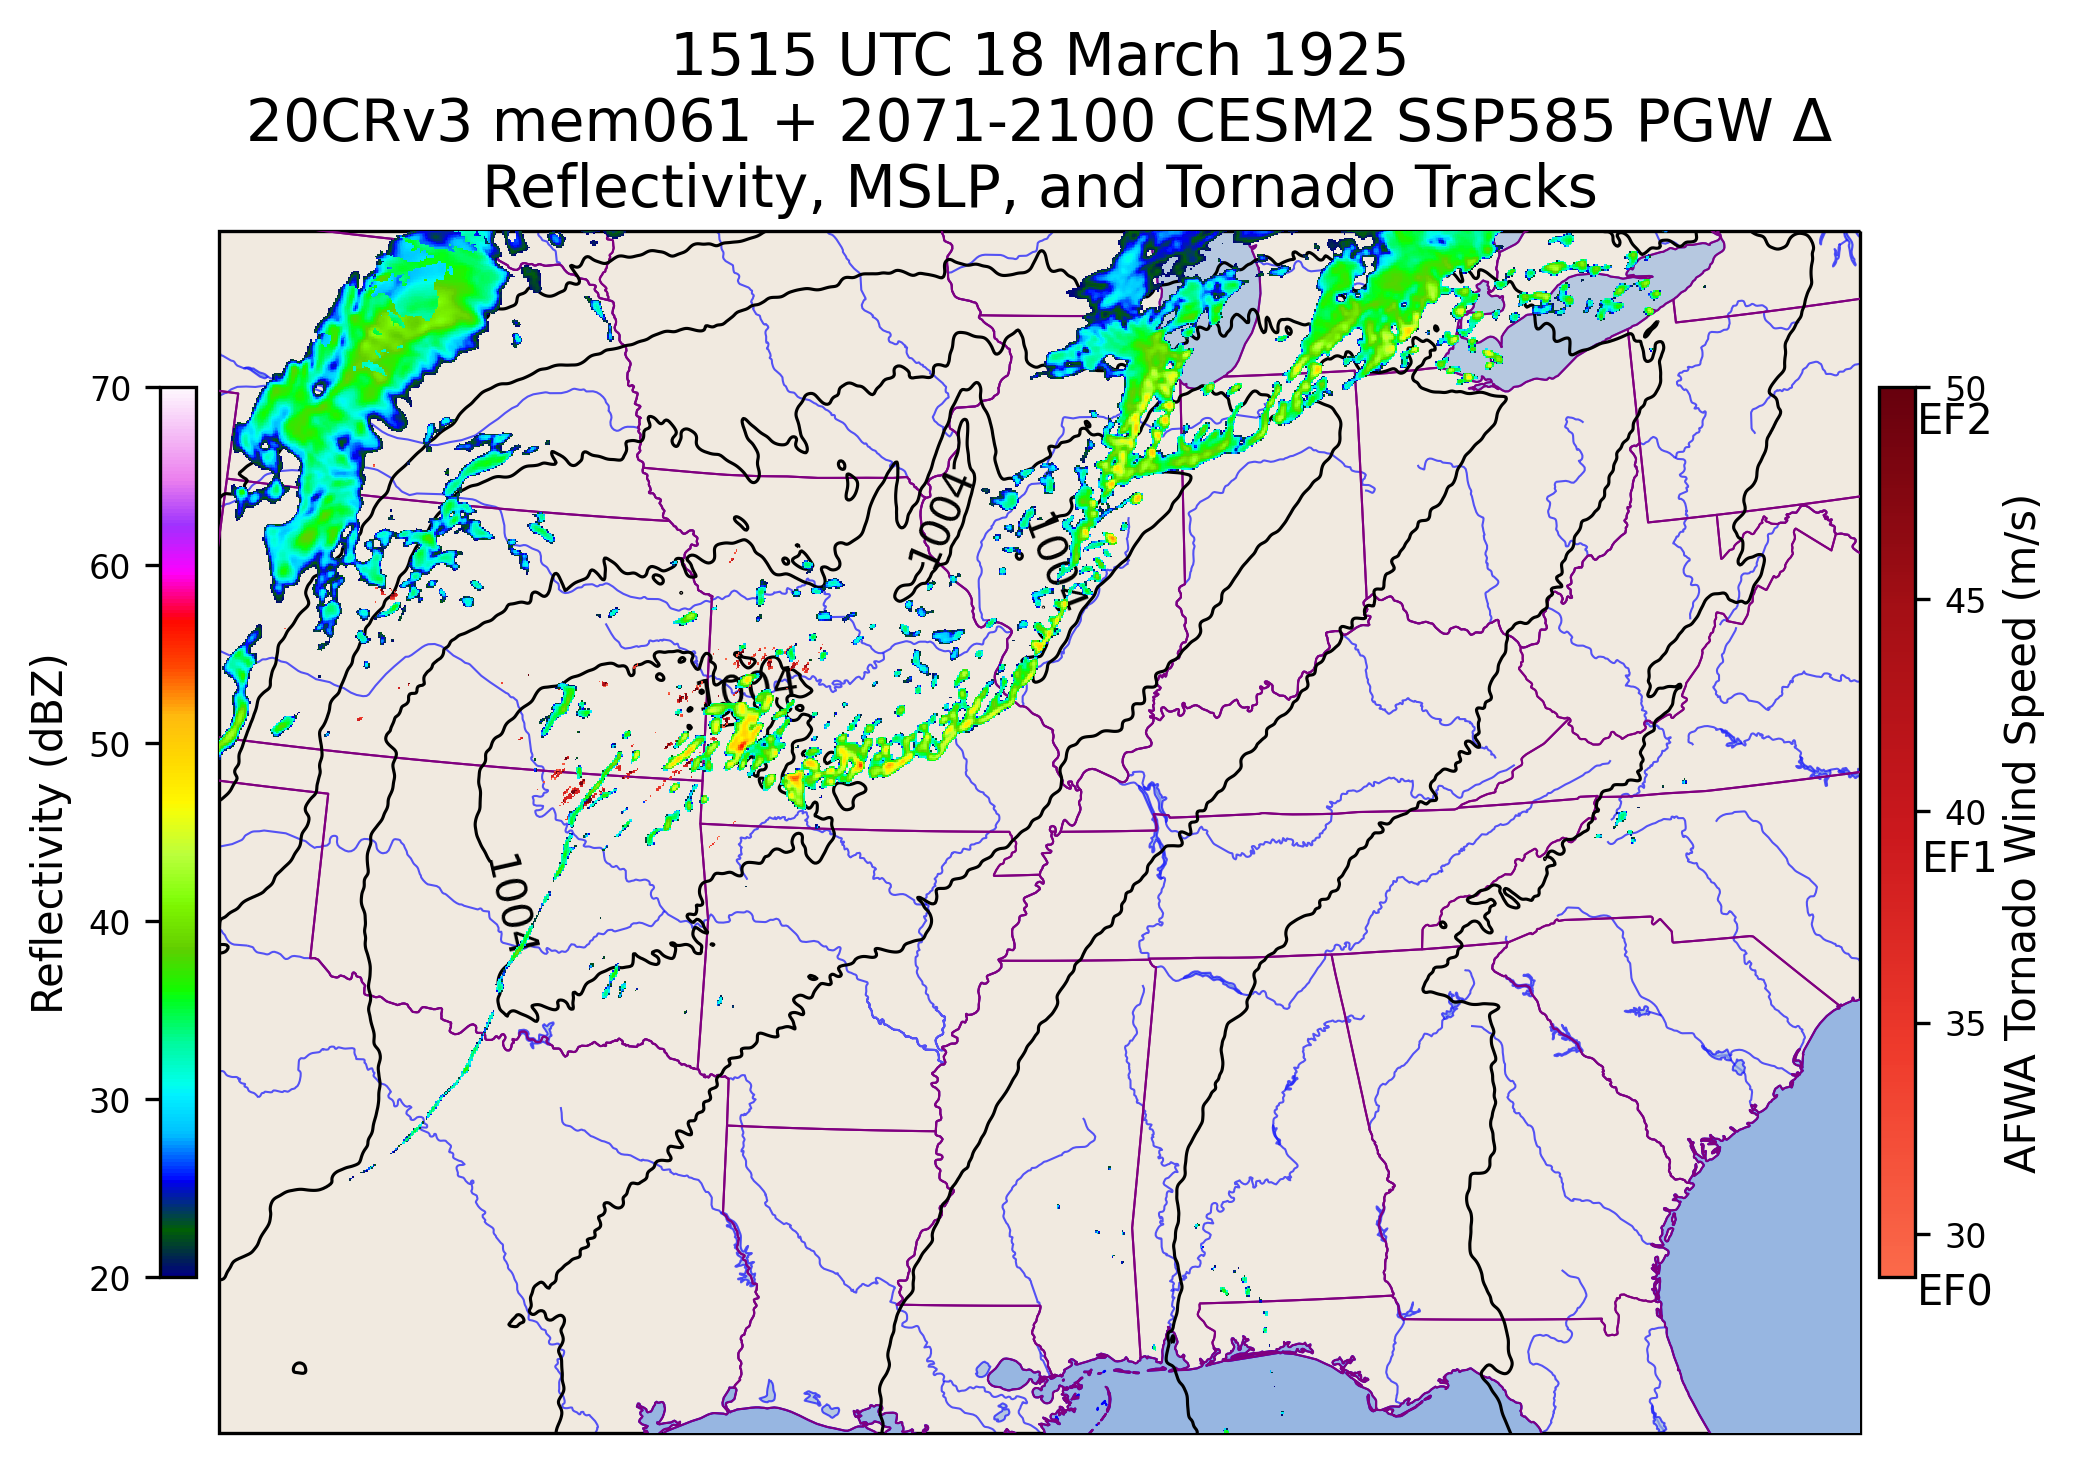 1515 UTC 18 March 1925
20CRv3 mem061 + 2071-2100 CESM2 SSP585 PGW Δ
Reflectivity, MSLP, and Tornado Tracks
Reflectivity (dBZ)
70
60
50
40
30
20
1004
1004
1004
1004
50
EF2
45
40
EF1
35
30
EF0
AFWA Tornado Wind Speed (m/s)